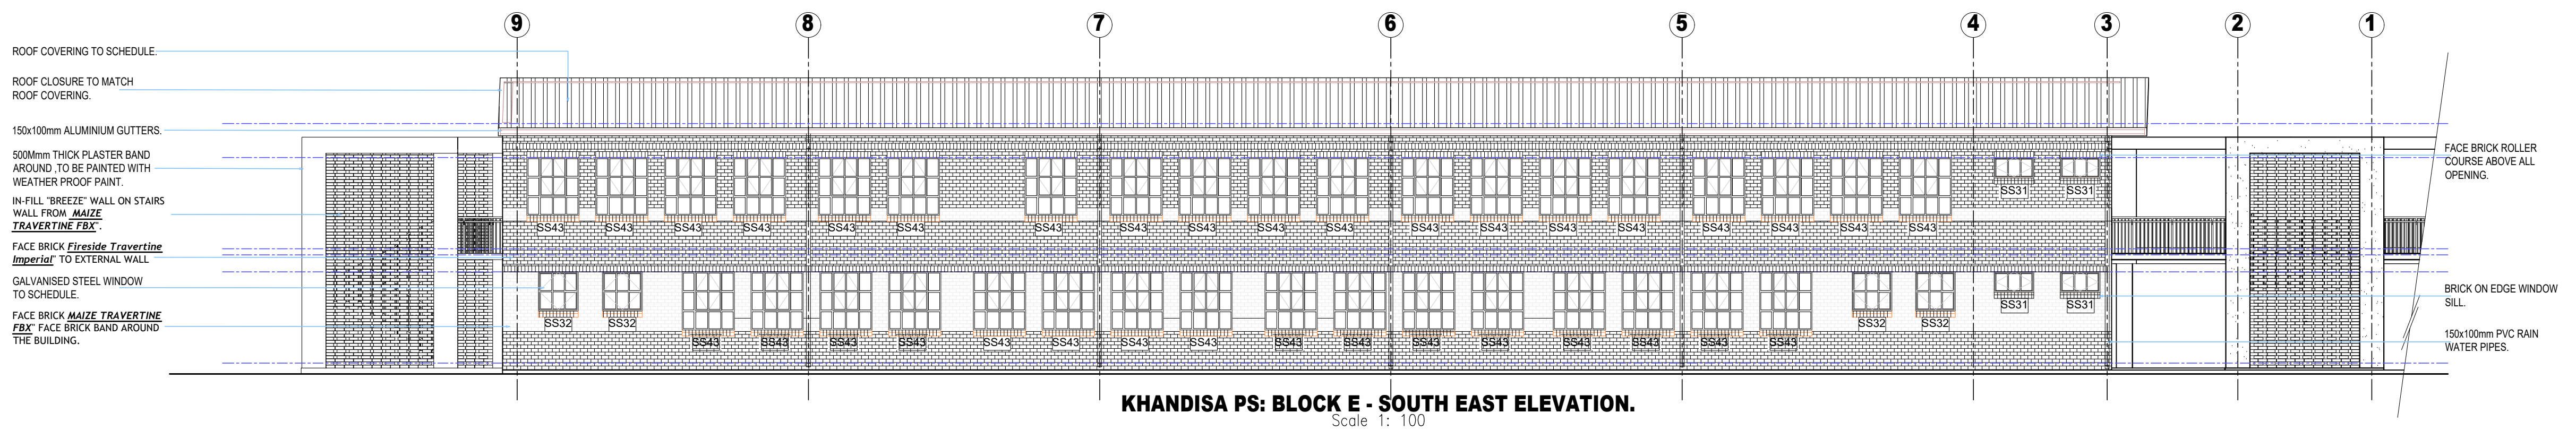 9 8 7 6 5 4 3 2 1
ROOF COVERING TO SCHEDULE.
ROOF CLOSURE TO MATCH
ROOF COVERING.
150x100mm ALUMINIUM GUTTERS.
500Mmm THICK PLASTER BAND
AROUND ,TO BE PAINTED WITH
WEATHER PROOF PAINT.
IN-FILL "BREEZE" WALL ON STAIRS
WALL FROM MAIZE
TRAVERTINE FBX".
FACE BRICK Fireside Travertine
Imperial" TO EXTERNAL WALL
GALVANISED STEEL WINDOW
TO SCHEDULE.
FACE BRICK MAIZE TRAVERTINE
FBX" FACE BRICK BAND AROUND
THE BUILDING.
SS31 SS31
SS43 SS43 SS43 SS43 SS43 SS43 SS43 SS43 SS43 SS43 SS43 SS43 SS43 SS43 SS43 SS43 SS43 SS43 SS43
SS31 SS31
SS32 SS32 SS32 SS32
SS43 SS43 SS43 SS43 SS43 SS43 SS43 SS43 SS43 SS43 SS43 SS43 SS43 SS43 SS43 SS43
FACE BRICK ROLLER
COURSE ABOVE ALL
OPENING.
BRICK ON EDGE WINDOW
SILL.
150x100mm PVC RAIN
WATER PIPES.
KHANDISA PS: BLOCK E - SOUTH EAST ELEVATION.
Scale 1: 100